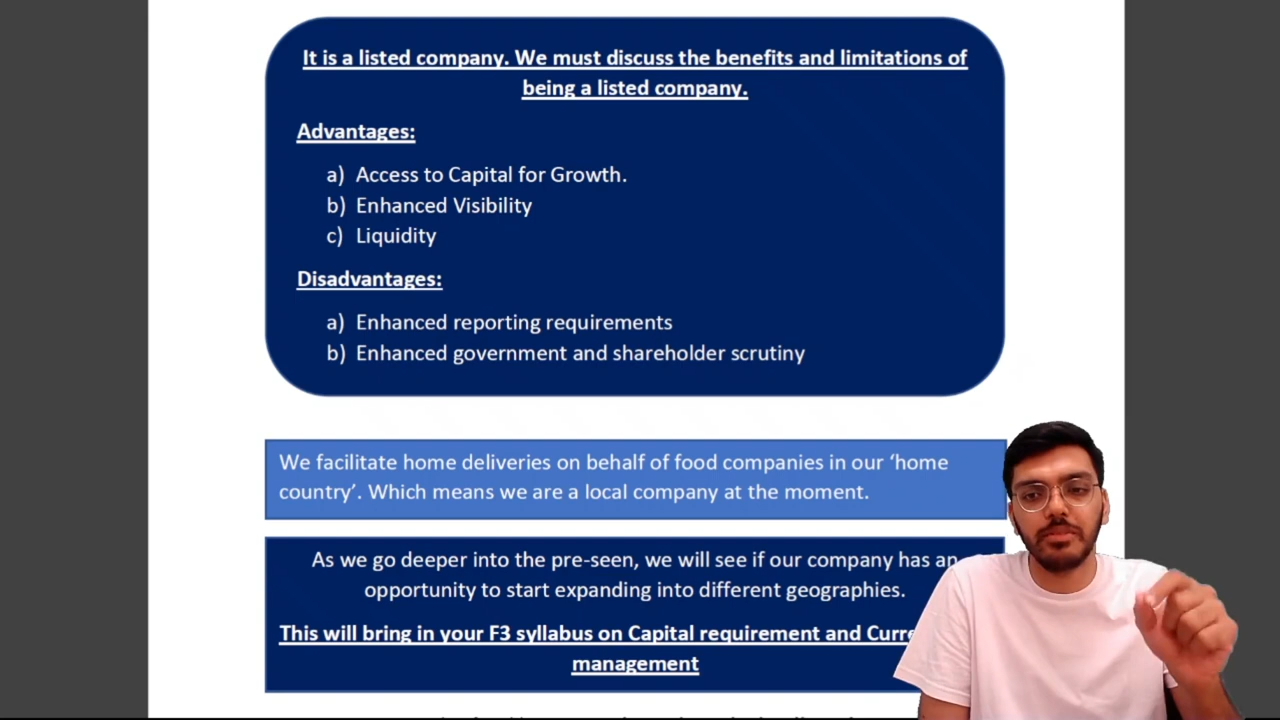 It is a listed company. We must discuss the benefits and limitations of
being a listed company.
Advantages:
a) Access to Capital for Growth.
b) Enhanced Visibility
c) Liquidity
Disadvantages:
a) Enhanced reporting requirements
b) Enhanced government and shareholder scrutiny
We facilitate home deliveries on behalf of food companies in our ‘home
country’. Which means we are a local company at the moment.
As we go deeper into the pre-seen, we will see if our company has an
opportunity to start expanding into different geographies.
This will bring in your F3 syllabus on Capital requirement and
management